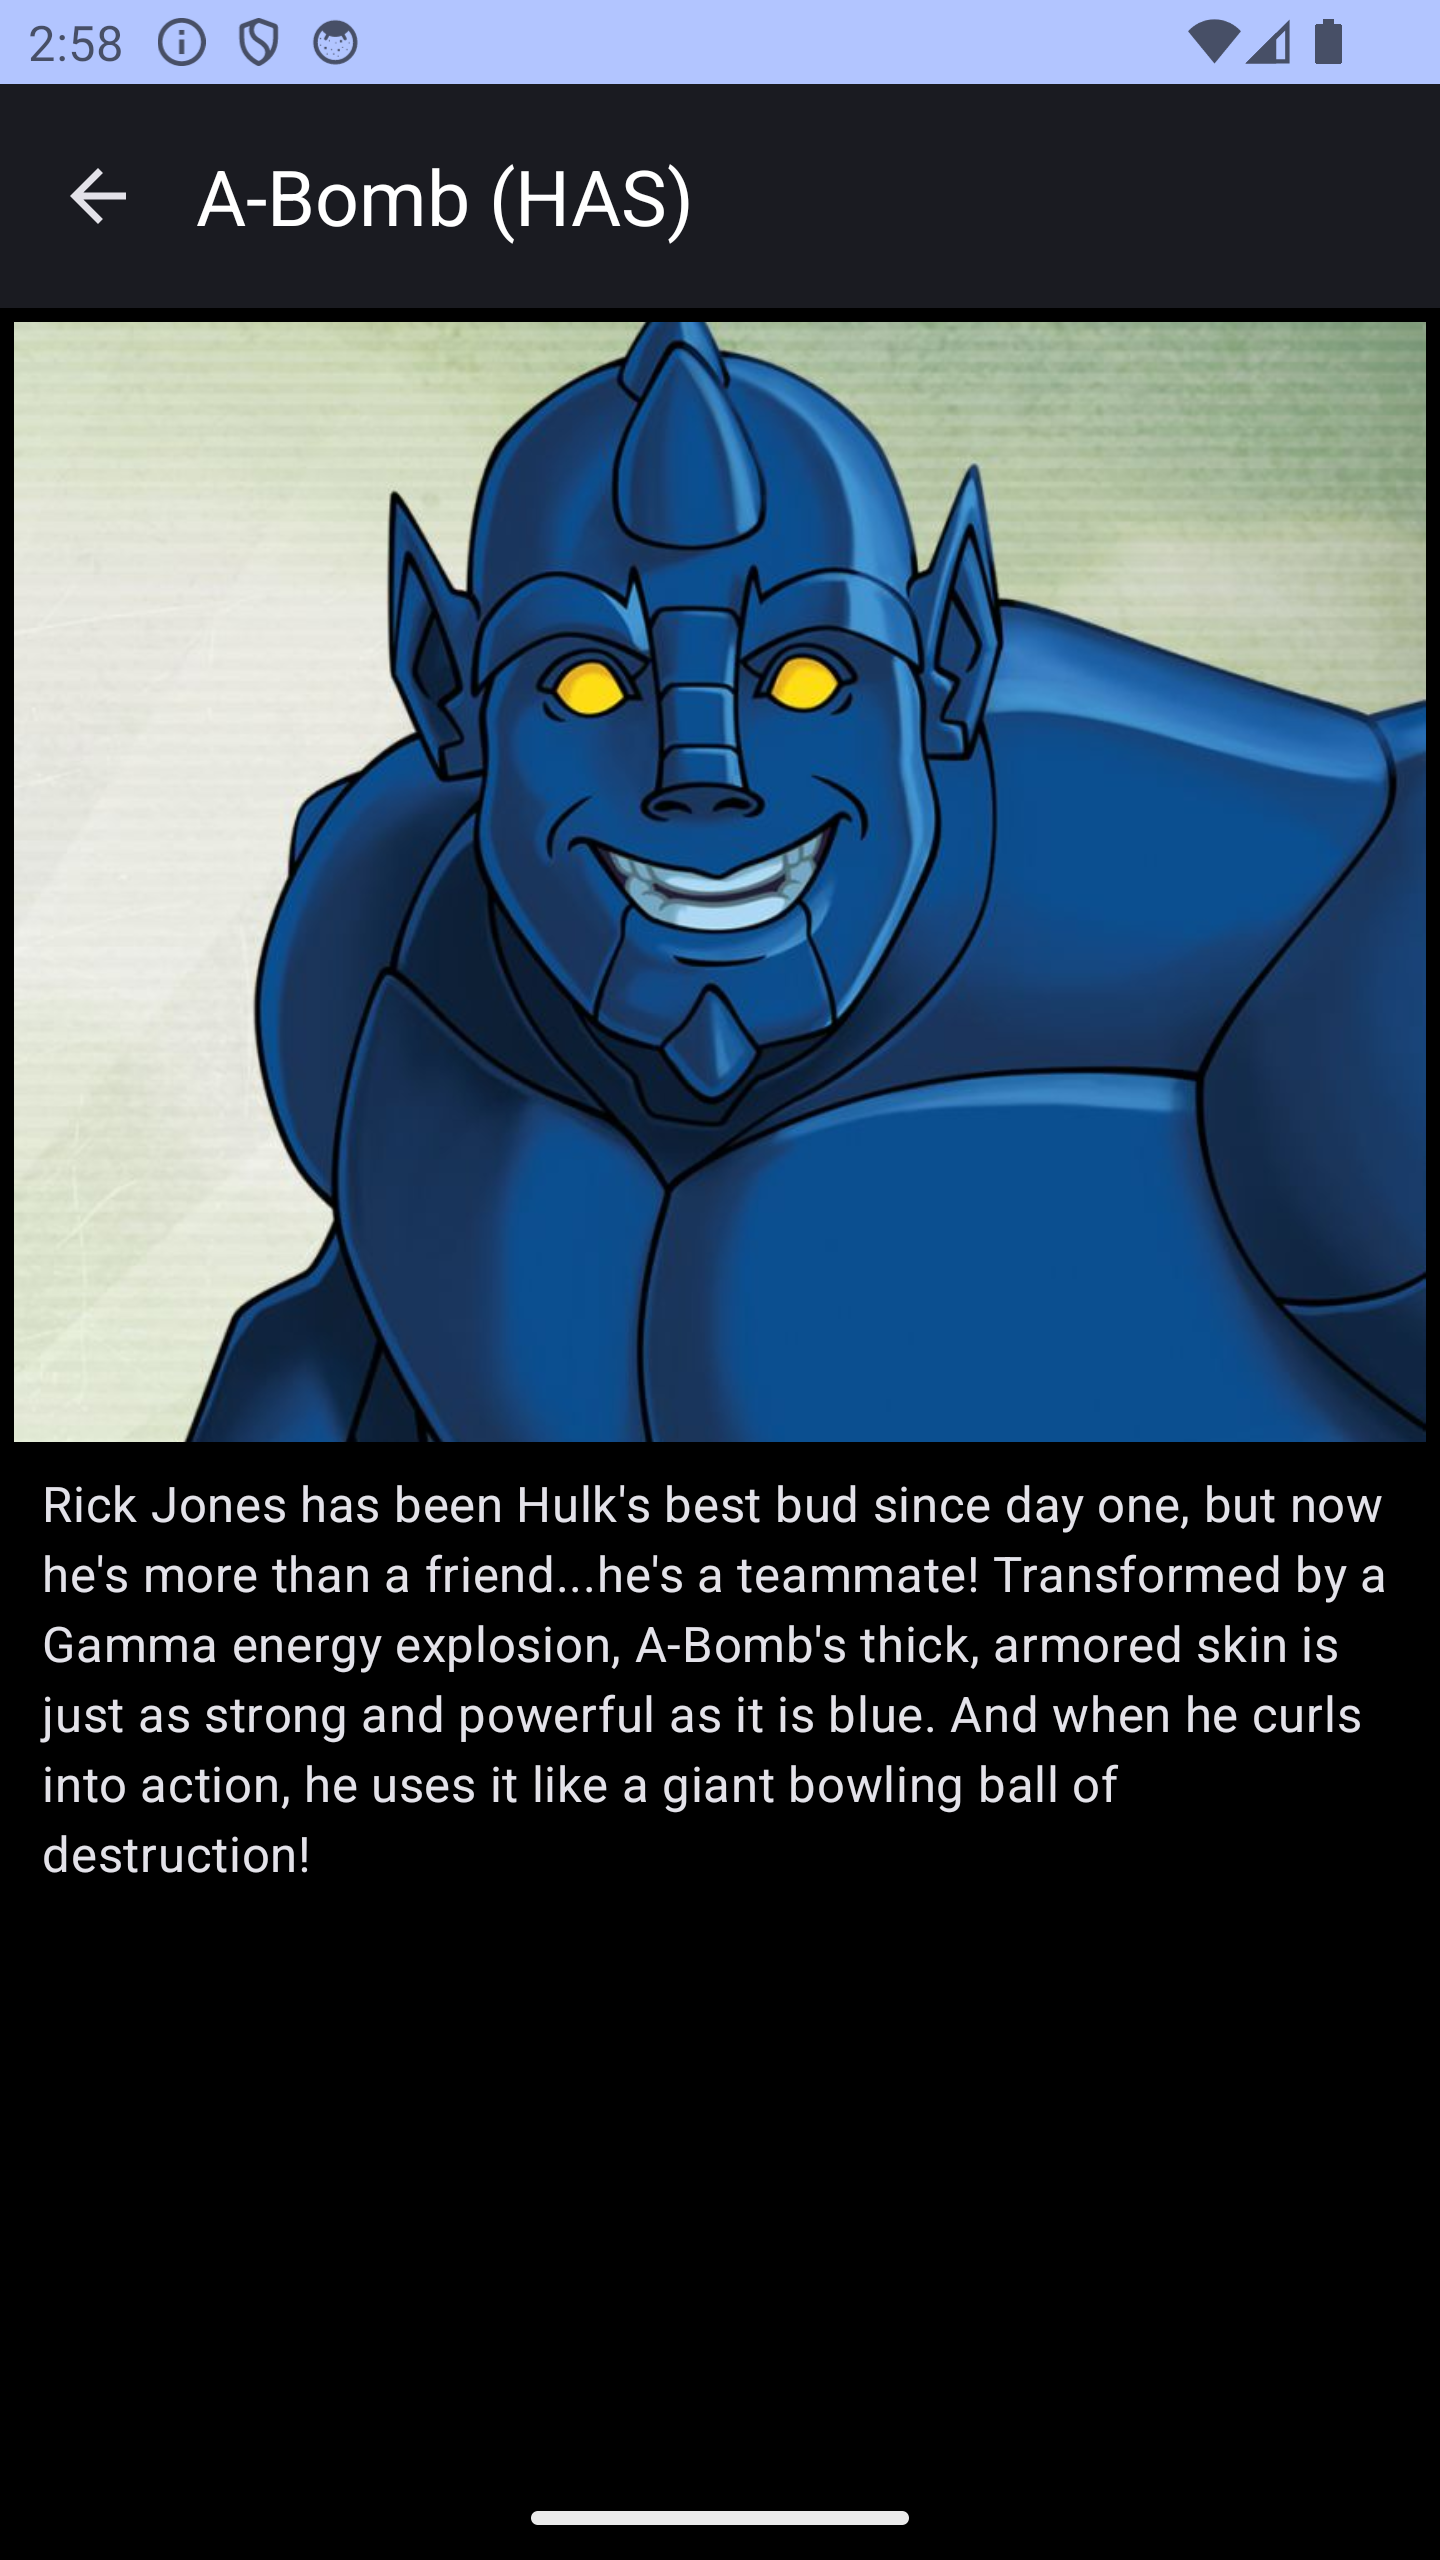 2:58
A-Bomb (HAS)
Rick Jones has been Hulk's best bud since day one, but now
he's more than a friend...he's a teammate! Transformed by a
Gamma energy explosion, A-Bomb's thick, armored skin is
just as strong and powerful as it is blue. And when he curls
into action, he uses it like a giant bowling ball of
destruction!